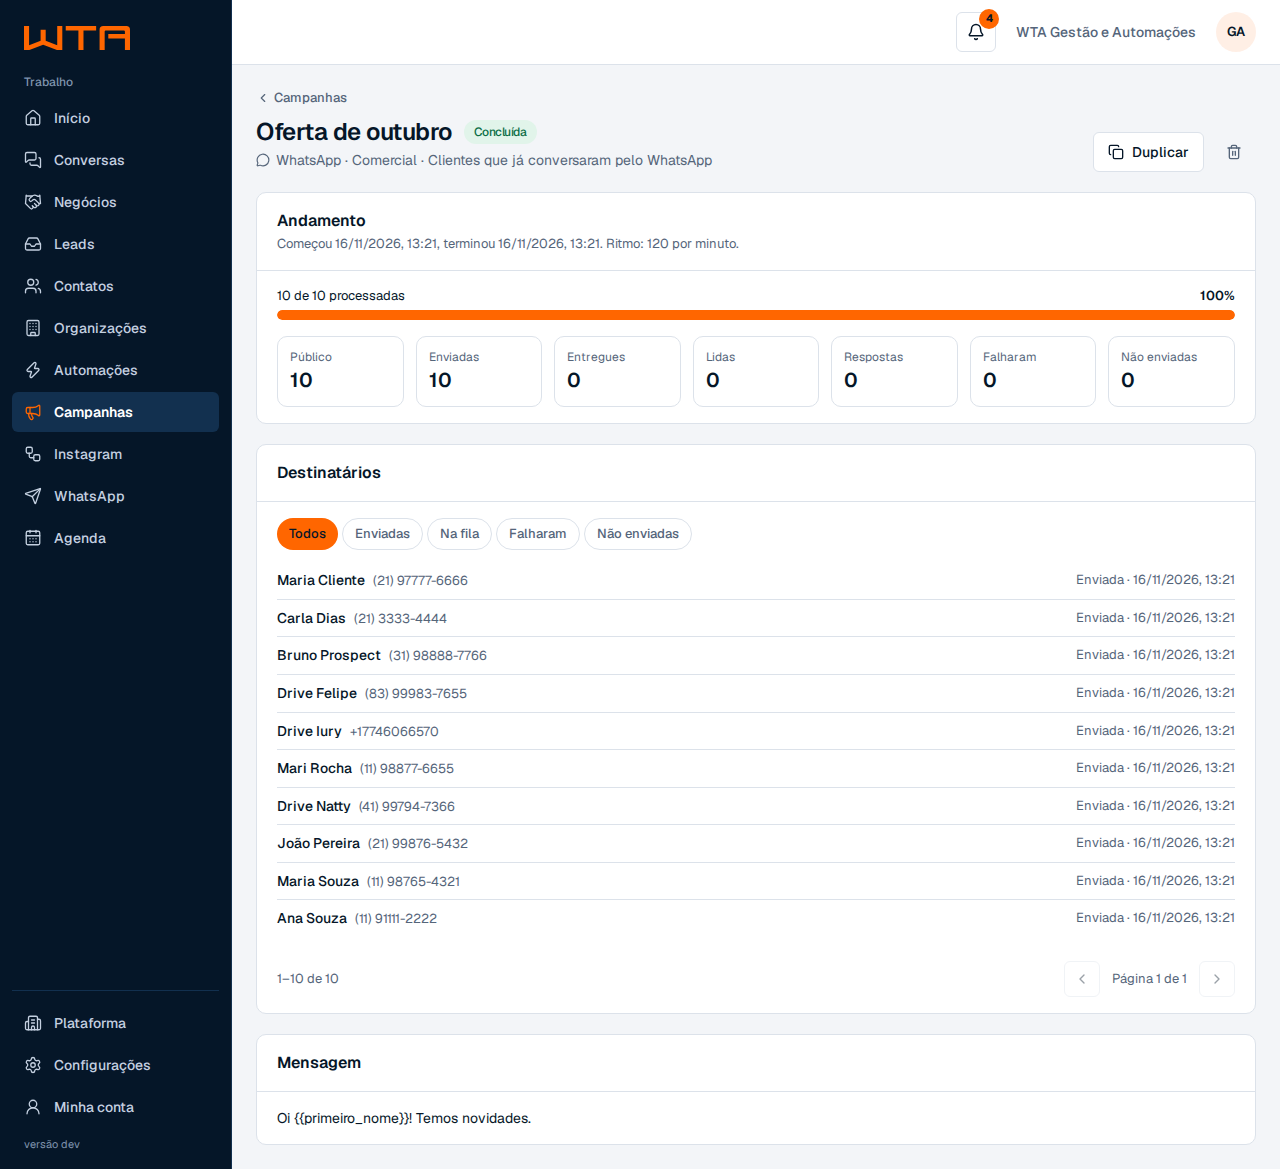 WTA
4
WTA Gestão e Automações
GA
Trabalho
Início
Conversas
Negócios
Leads
Contatos
Organizações
Automações
Campanhas
Instagram
WhatsApp
Agenda
Plataforma
Configurações
Minha conta
versão dev
Campanhas
Oferta de outubro
Concluída
WhatsApp · Comercial · Clientes que já conversaram pelo WhatsApp
Duplicar
Andamento
Começou 16/11/2026, 13:21, terminou 16/11/2026, 13:21. Ritmo: 120 por minuto.
10 de 10 processadas 100%
Público Enviadas Entregues Lidas Respostas Falharam Não enviadas
10 10 0 0 0 0 0
Destinatários
Todos Enviadas Na fila Falharam Não enviadas
Maria Cliente (21) 97777-6666 Enviada · 16/11/2026, 13:21
Carla Dias (21) 3333-4444 Enviada · 16/11/2026, 13:21
Bruno Prospect (31) 98888-7766 Enviada · 16/11/2026, 13:21
Drive Felipe (83) 99983-7655 Enviada · 16/11/2026, 13:21
Drive Iury +17746066570 Enviada · 16/11/2026, 13:21
Mari Rocha (11) 98877-6655 Enviada · 16/11/2026, 13:21
Drive Natty (41) 99794-7366 Enviada · 16/11/2026, 13:21
João Pereira (21) 99876-5432 Enviada · 16/11/2026, 13:21
Maria Souza (11) 98765-4321 Enviada · 16/11/2026, 13:21
Ana Souza (11) 91111-2222 Enviada · 16/11/2026, 13:21
1–10 de 10 Página 1 de 1
Mensagem
Oi {{primeiro_nome}}! Temos novidades.